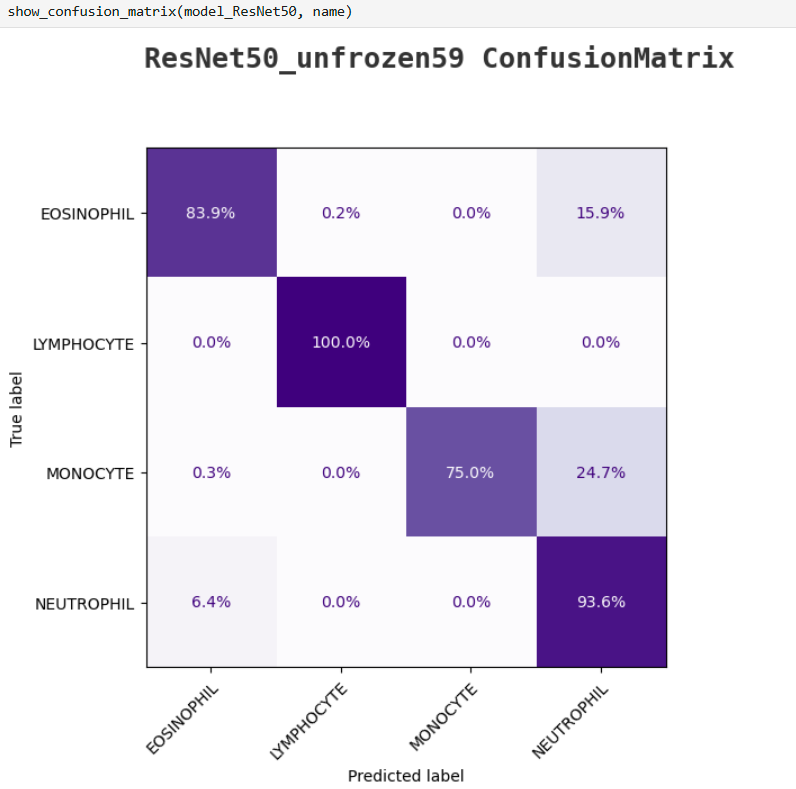 show_confusion_matrix(model_ResNet50, name)
ResNet50_unfrozen59 ConfusionMatrix
EOSINOPHIL 83.9% 0.2% 0.0% 15.9%
LYMPHOCYTE 0.0% 100.0% 0.0% 0.0%
True label
MONOCYTE 0.3% 0.0% 75.0% 24.7%
NEUTROPHIL 6.4% 0.0% 0.0% 93.6%
EOSINOPHIL LYMPHOCYTE MONOCYTE NEUTROPHIL
Predicted label